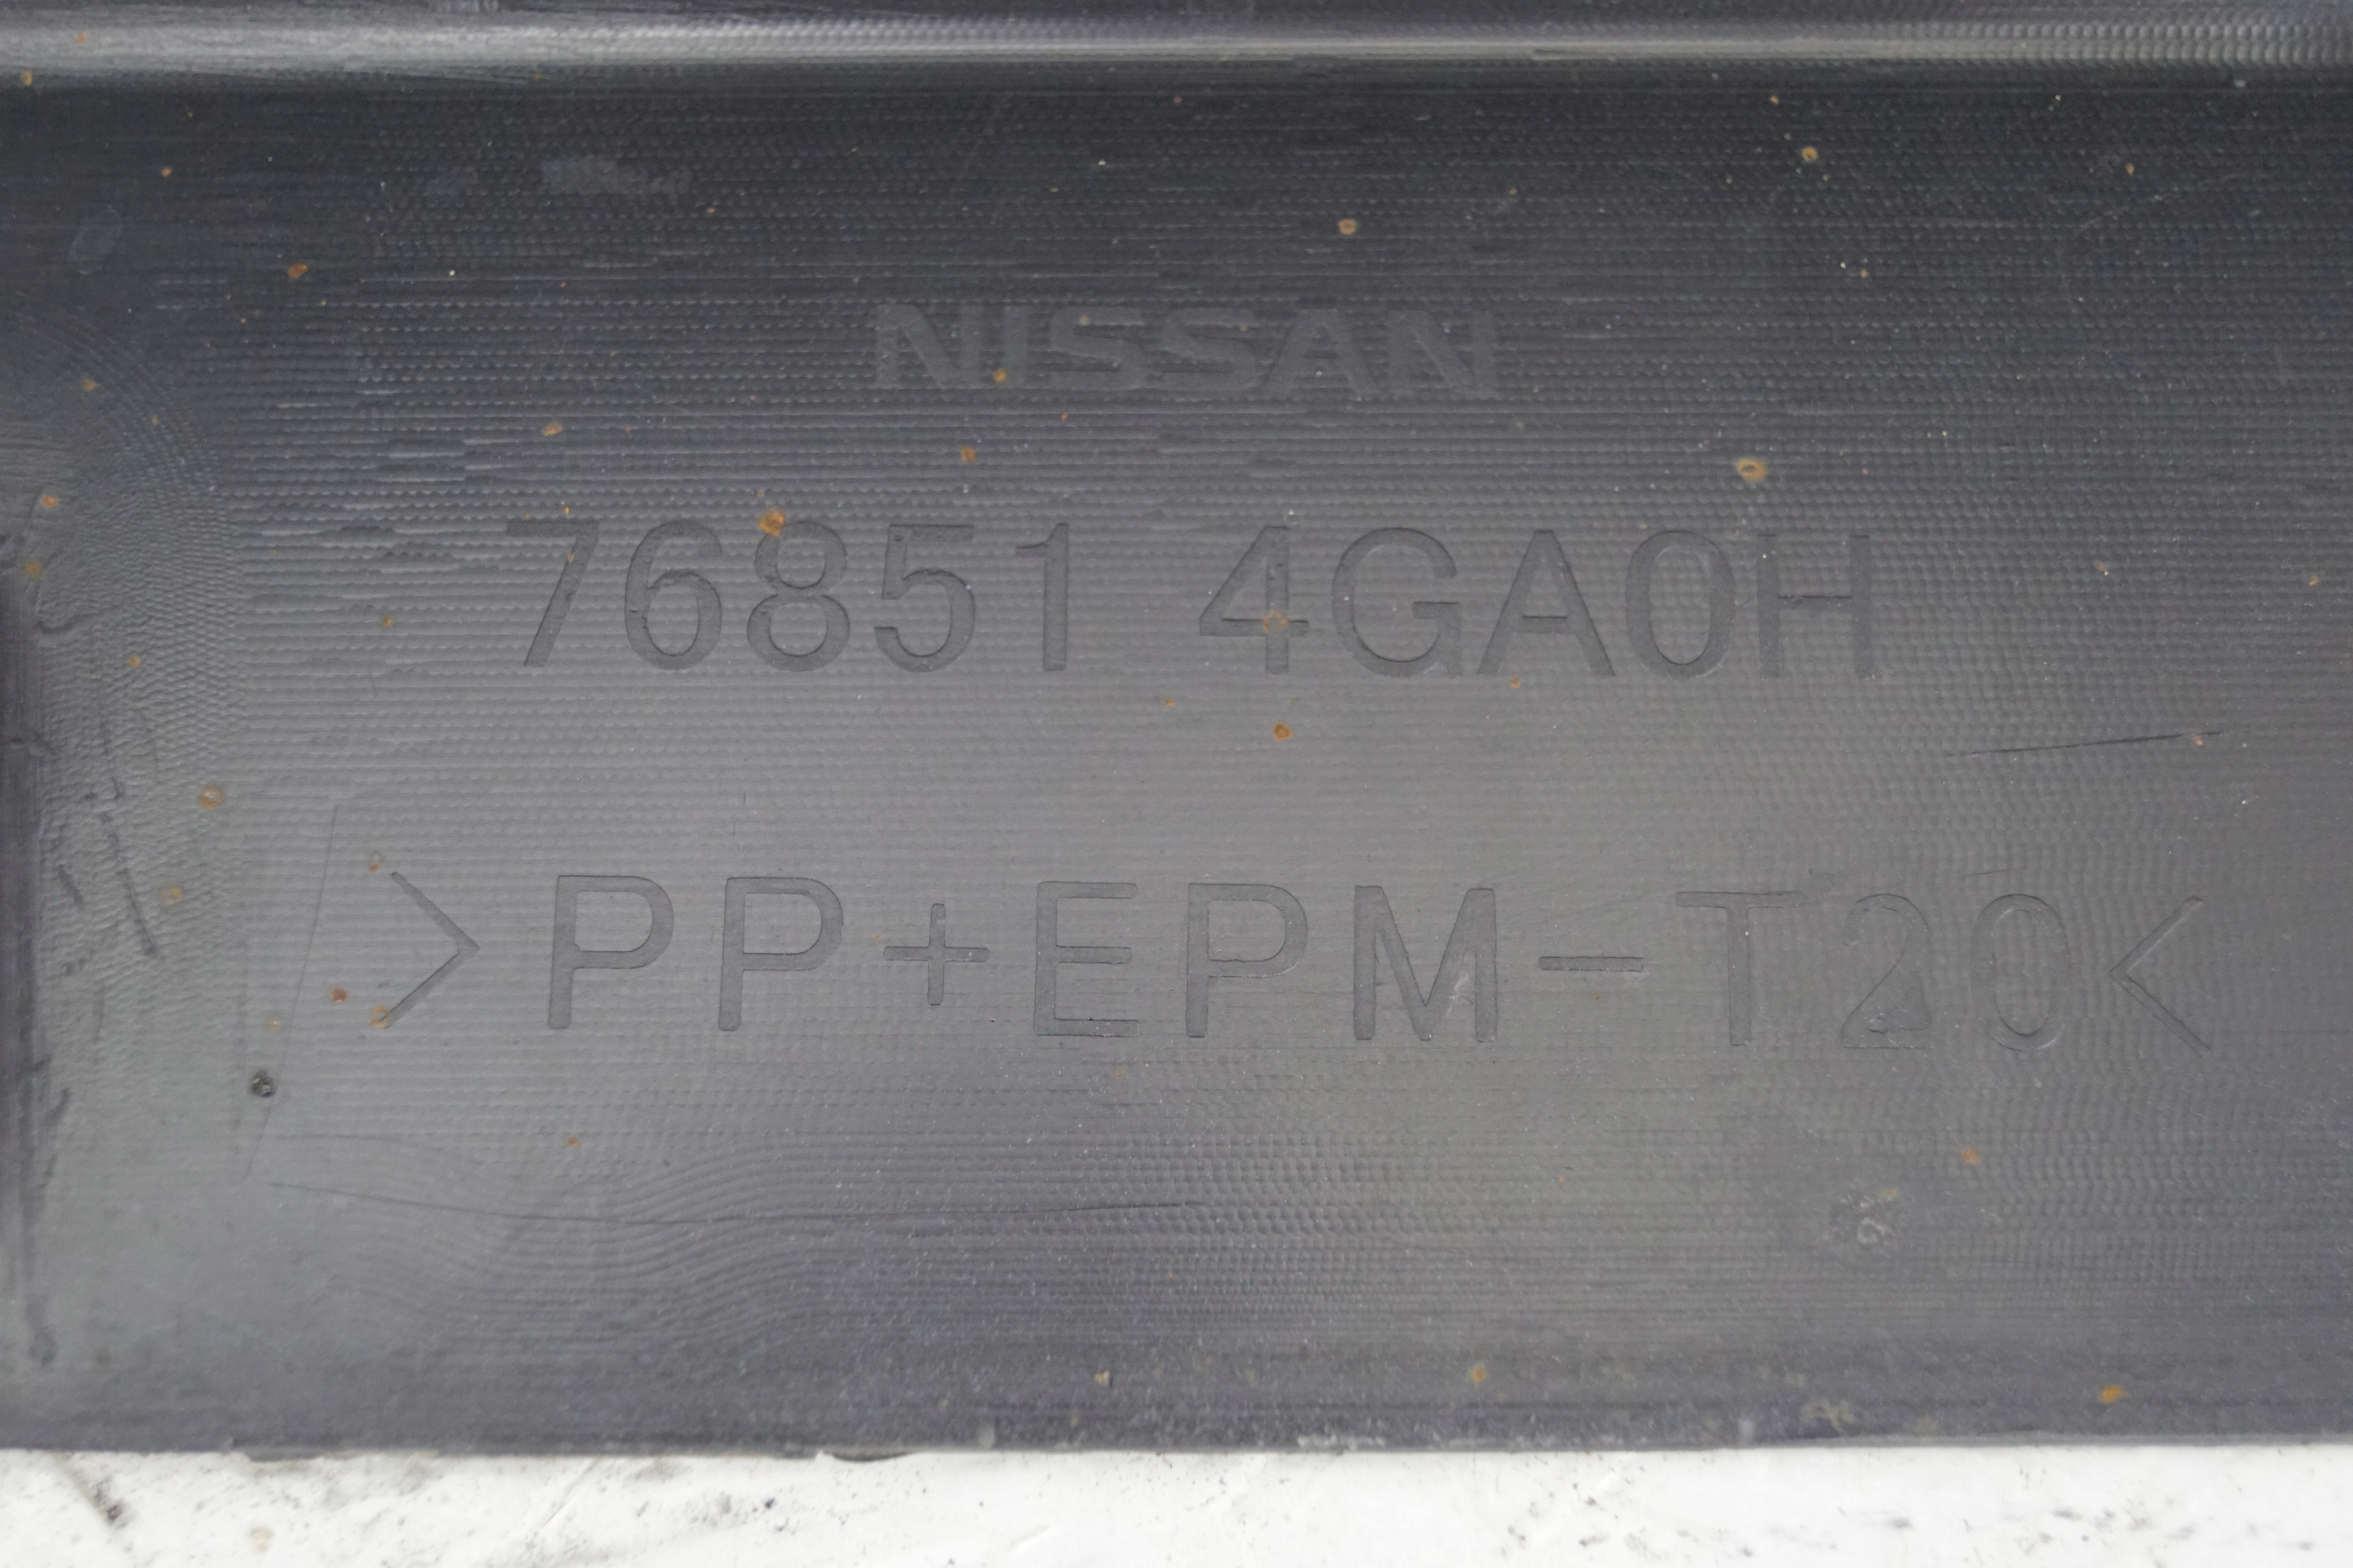 NISSAN
76851 4GA0H
>PP+EPM-T20<